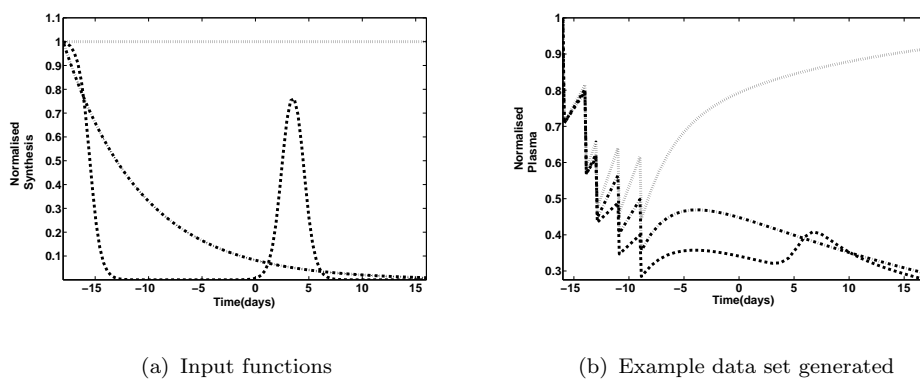 1.1
1
0.9
0.8
0.7
0.6
0.5
0.4
0.3
0.2
0.1
Normalised
Synthesis
−15 −10 −5 0 5 10 15
Time(days)
(a) Input functions
1
0.9
0.8
0.7
0.6
0.5
0.4
0.3
Normalised
Plasma
−15 −10 −5 0 5 10 15
Time(days)
(b) Example data set generated